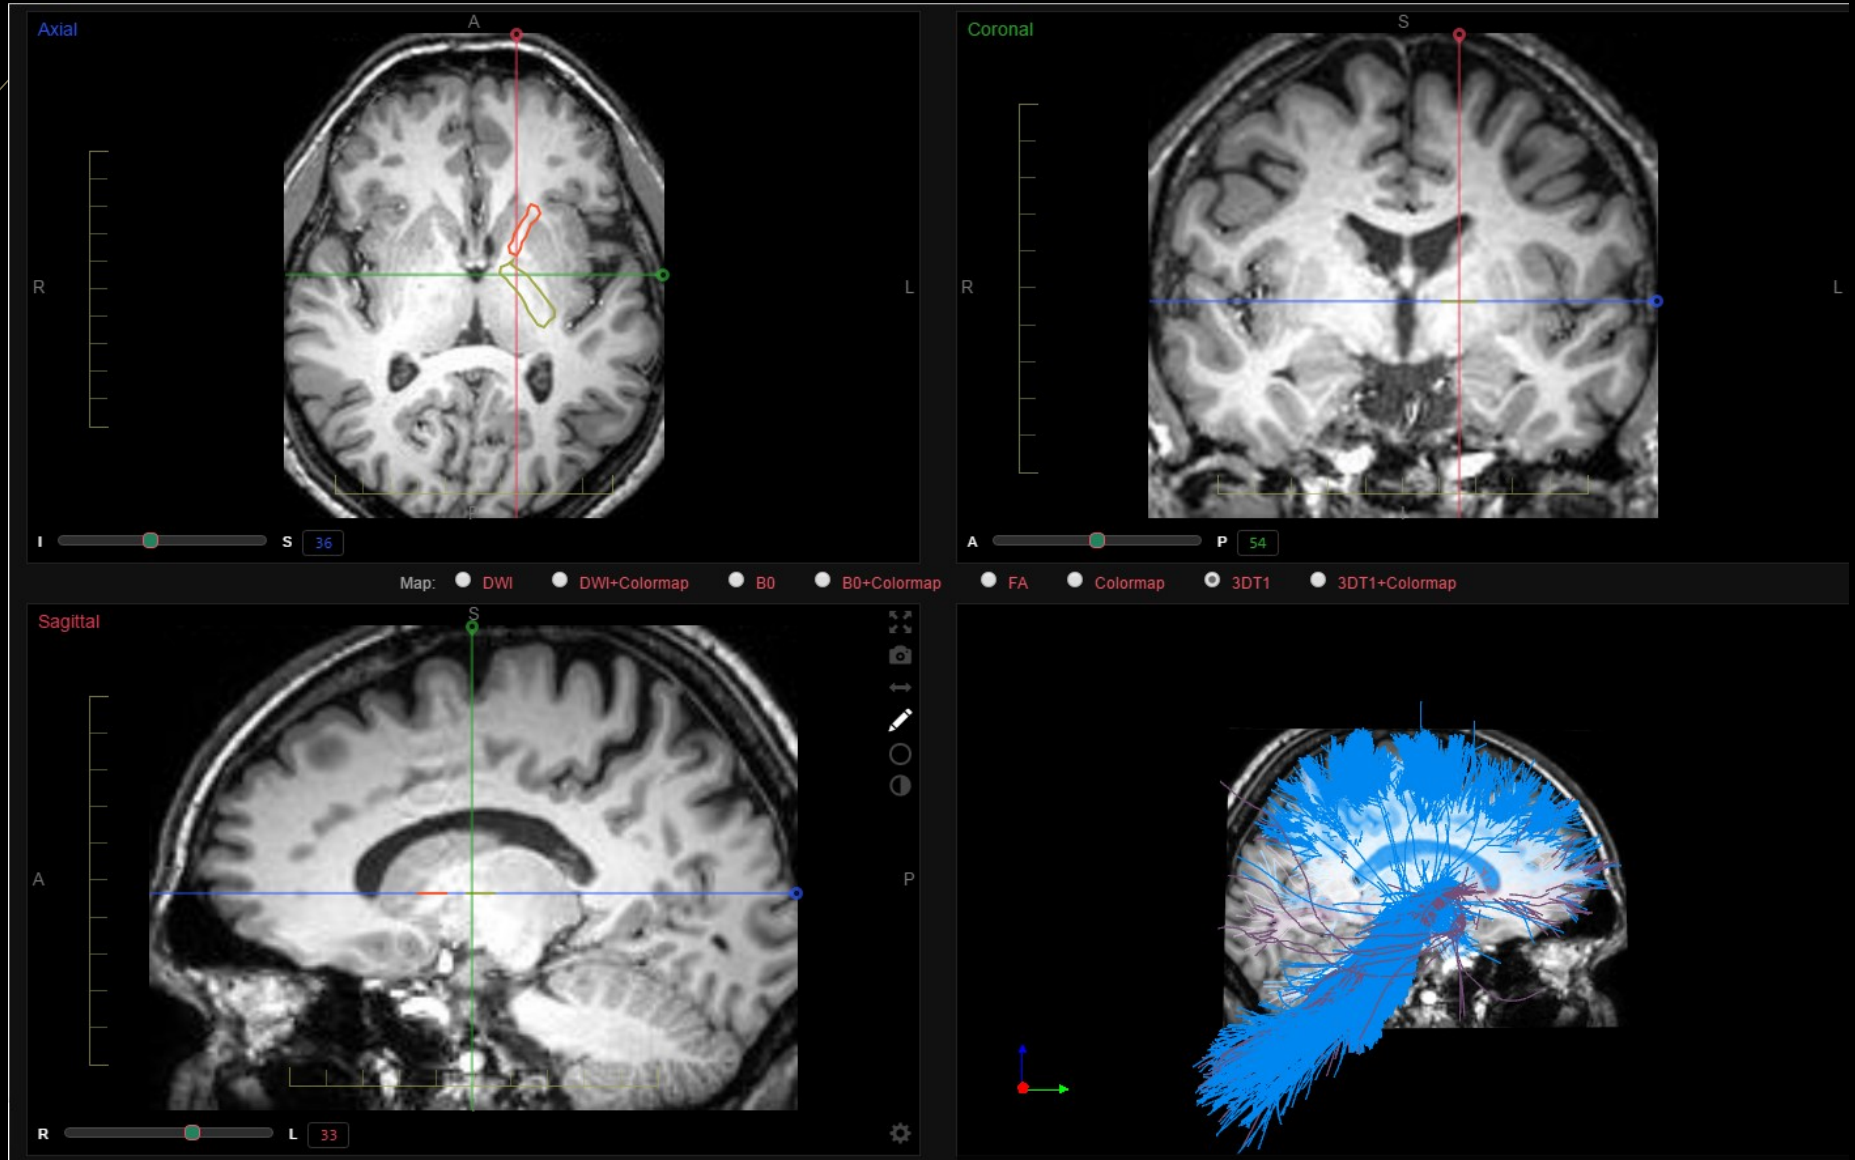 Axial
A
R
L
P
I
S
36
Coronal
S
R
L
I
A
P
54
Map:
DWI
DWI+Colormap
B0
B0+Colormap
FA
Colormap
3DT1
3DT1+Colormap
Sagittal
S
A
P
R
L
33